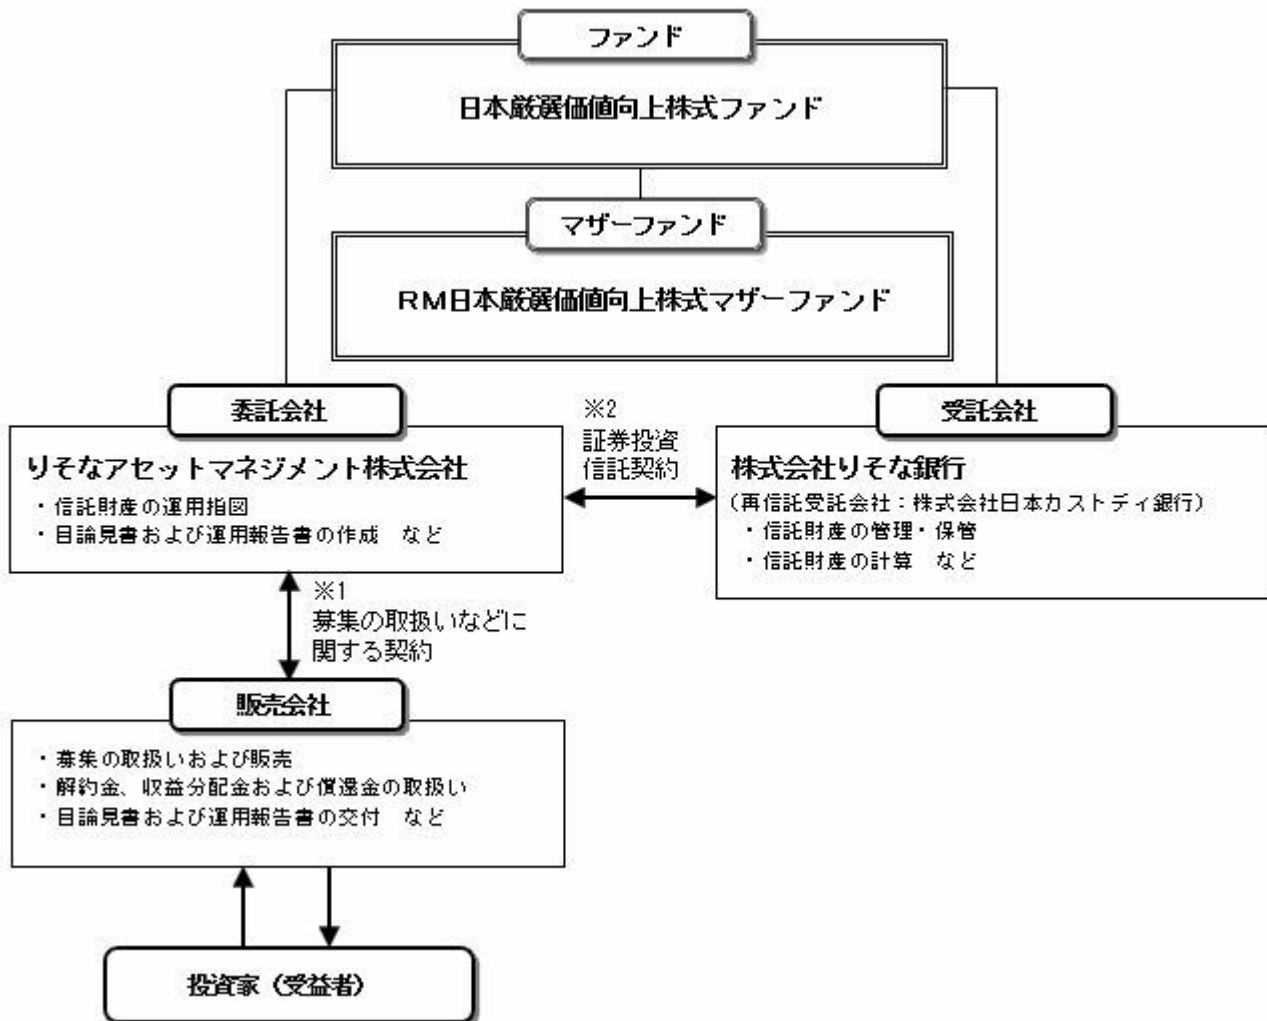 ファンド
日本厳選価値向上株式ファンド
マザーファンド
RM日本厳選価値向上株式マザーファンド
委託会社
りそなアセットマネジメント株式会社
・信託財産の運用指図
・目論見書および運用報告書の作成　など
※2
証券投資
信託契約
受託会社
株式会社りそな銀行
(再信託受託会社：株式会社日本カストディ銀行)
・信託財産の管理・保管
・信託財産の計算　など
※1
募集の取扱いなどに
関する契約
販売会社
・募集の取扱いおよび販売
・解約金、収益分配金および償還金の取扱い
・目論見書および運用報告書の交付　など
投資家（受益者）